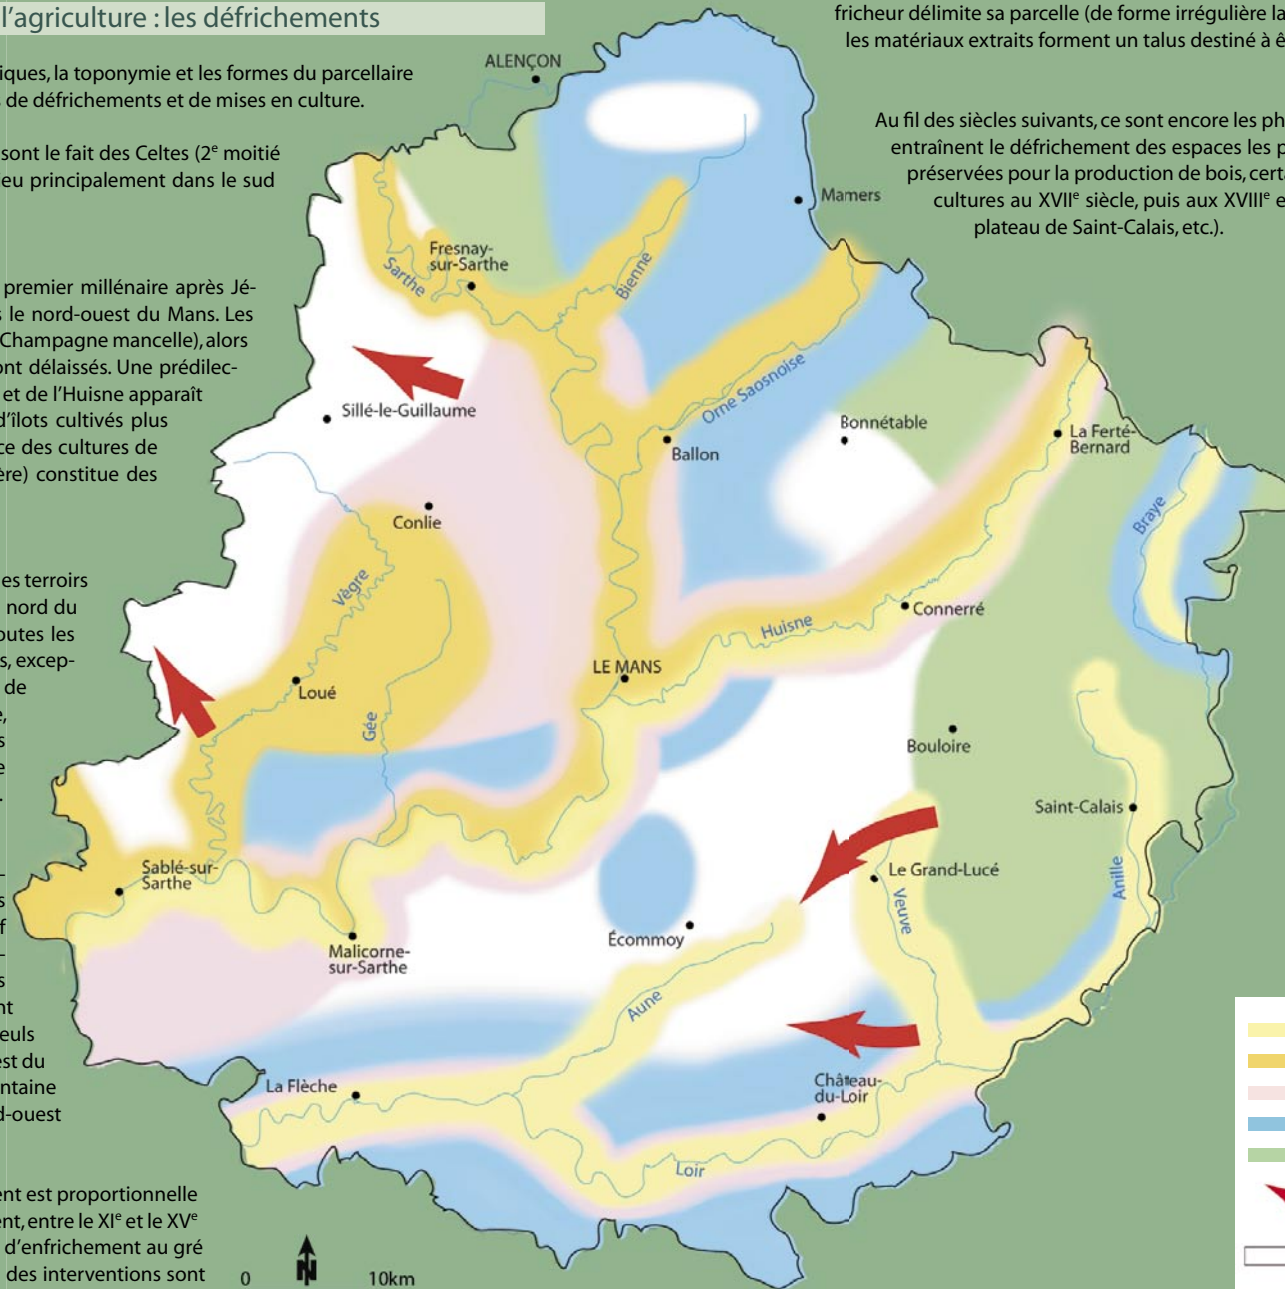 l’agriculture : les défrichements
iques, la toponymie et les formes du parcellaire
de défrichements et de mises en culture.
sont le fait des Celtes (2e moitié
ieu principalement dans le sud
premier millénaire après Jé-
le nord-ouest du Mans. Les
Champagne mancelle), alors
ont délaissés. Une prédilec-
et de l’Huisne apparaît
d’îlots cultivés plus
ce des cultures de
ère) constitue des
es terroirs
nord du
outes les
s, excep-
de
e,
s
e
.
–
s
f
–
s
nt
euls
est du
ntaine
d-ouest
ent est proportionnelle
ent, entre le XIe et le XVe
d’enfrichement au gré
des interventions sont
fricheur délimite sa parcelle (de forme irrégulière la
les matériaux extraits forment un talus destiné à ê
Au fil des siècles suivants, ce sont encore les ph
entraînent le défrichement des espaces les p
préservées pour la production de bois, certa
cultures au XVIIe siècle, puis aux XVIIIe e
plateau de Saint-Calais, etc.).
ALENÇON
Mamers
Fresnay-
sur-Sarthe
Sarthe
Bienne
Orne Saosnoise
Sillé-le-Guillaume
Bonnétable
La Ferté-
Bernard
Ballon
Conlie
Braye
Vègre
Connerré
Huisne
LE MANS
Loué
Gée
Bouloire
Saint-Calais
Sablé-sur-
Sarthe
Le Grand-Lucé
Anille
Veuve
Écommoy
Malicorne-
sur-Sarthe
Aune
La Flèche
Château-
du-Loir
Loir
0 N 10km